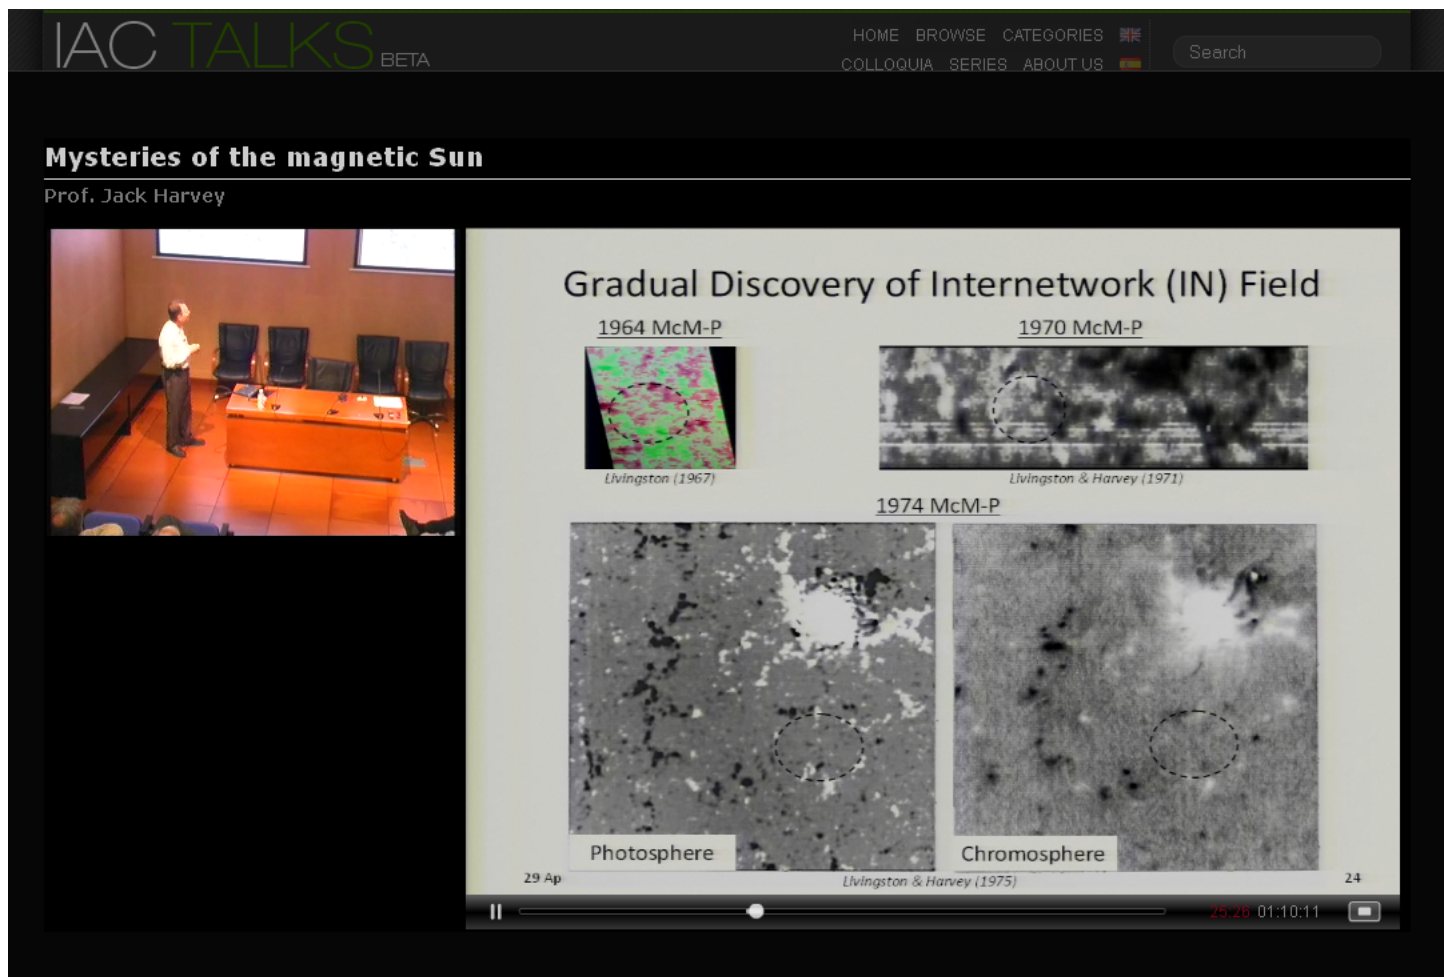 IAC TALKS BETA
HOME BROWSE CATEGORIES
COLLOQUIA SERIES ABOUT US
Search
Mysteries of the magnetic Sun
Prof. Jack Harvey
Gradual Discovery of Internetwork (IN) Field
1964 McM-P
1970 McM-P
Livingston (1967)
Livingston & Harvey (1971)
1974 McM-P
Photosphere
Chromosphere
29 Ap
Livingston & Harvey (1975)
24
25:26 01:10:11